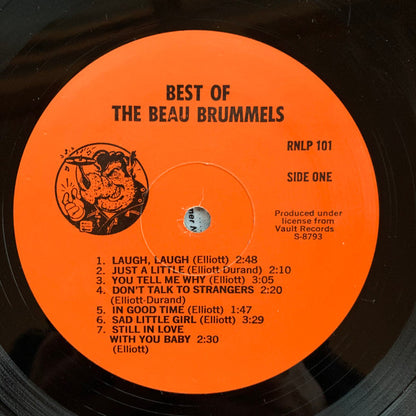 BEST OF
THE BEAU BRUMMELS
RNLP 101
SIDE ONE
Produced under
license from
Vault Records
S-8793
1. LAUGH, LAUGH (Elliott) 2:48
2. JUST A LITTLE (Elliott-Durand) 2:10
3. YOU TELL ME WHY (Elliott) 3:05
4. DON'T TALK TO STRANGERS 2:20
(Elliott-Durand)
5. IN GOOD TIME (Elliott) 1:47
6. SAD LITTLE GIRL (Elliott) 3:29
7. STILL IN LOVE
WITH YOU BABY 2:30
(Elliott)